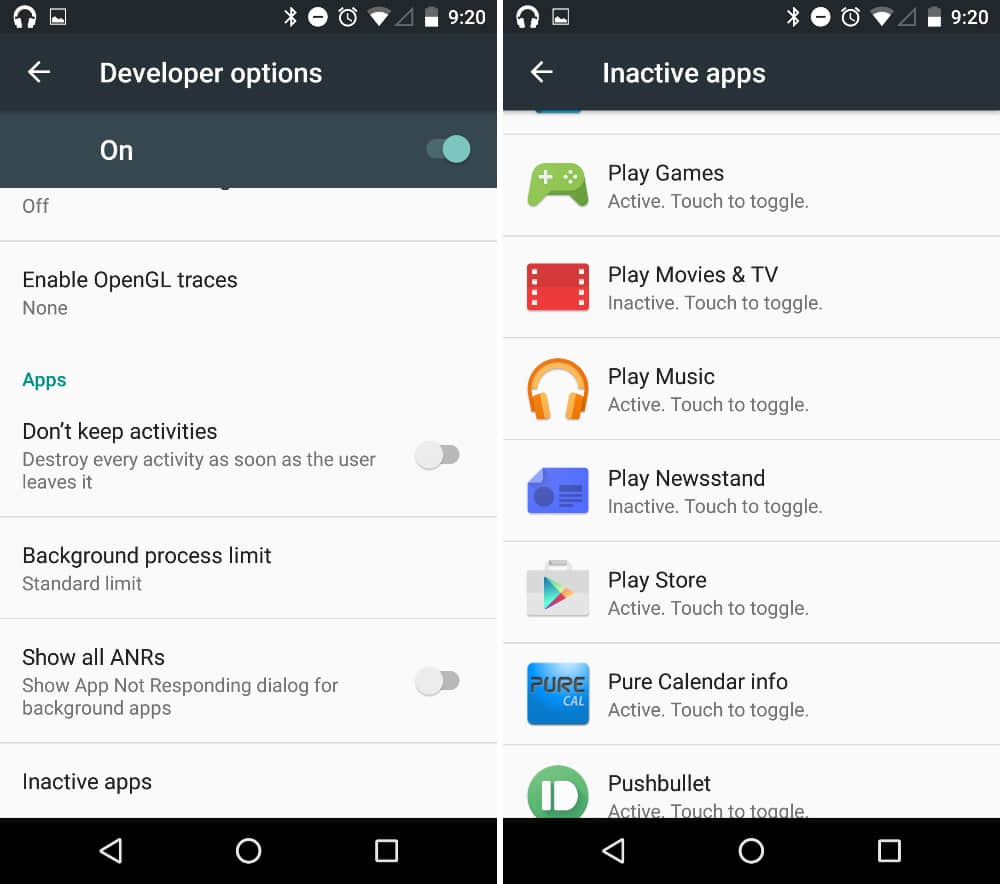 9:20
Developer options
On
Off
Enable OpenGL traces
None
Apps
Don’t keep activities
Destroy every activity as soon as the user
leaves it
Background process limit
Standard limit
Show all ANRs
Show App Not Responding dialog for
background apps
Inactive apps
9:20
Inactive apps
Play Games
Active. Touch to toggle.
Play Movies & TV
Inactive. Touch to toggle.
Play Music
Active. Touch to toggle.
Play Newsstand
Inactive. Touch to toggle.
Play Store
Active. Touch to toggle.
PURE
CAL
Pure Calendar info
Active. Touch to toggle.
Pushbullet
Active. Touch to toggle.